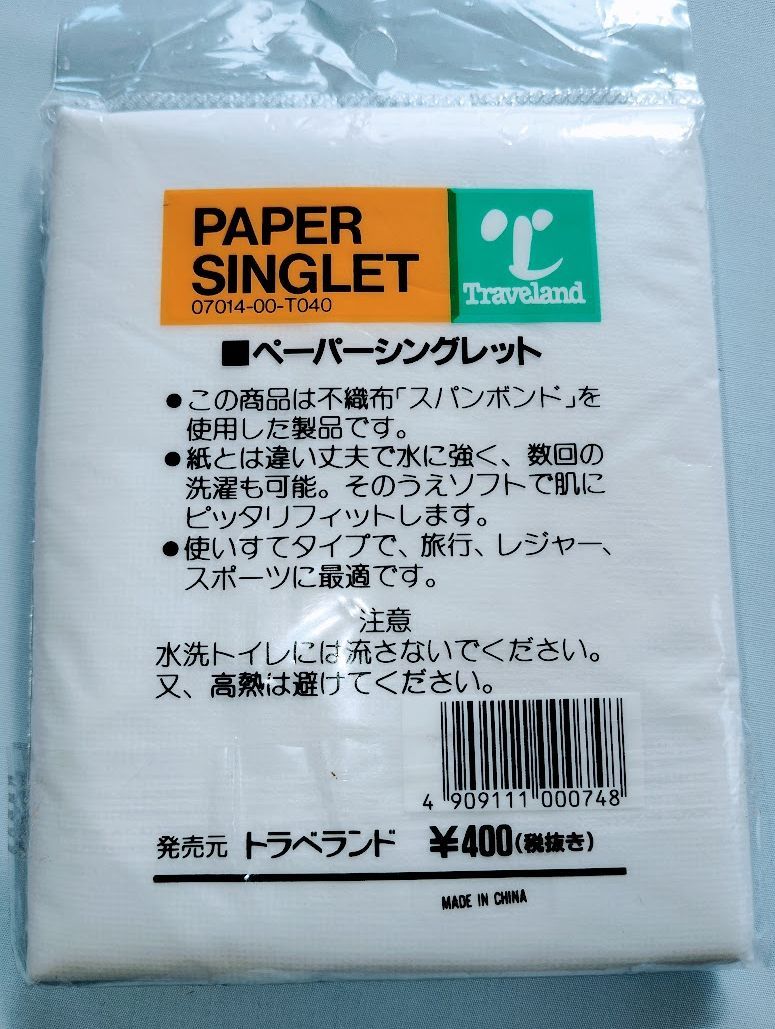 PAPER
SINGLET
07014-00-T040
Traveland
■ペーパーシングレット
●この商品は不織布「スパンボンド」を
使用した製品です。
●紙とは違い丈夫で水に強く、数回の
洗濯も可能。そのうえソフトで肌に
ピッタリフィットします。
●使いすてタイプで、旅行、レジャー、
スポーツに最適です。
注意
水洗トイレには流さないでください。
又、高熱は避けてください。
4 909111 000748
発売元 トラベランド ¥400(税抜き)
MADE IN CHINA